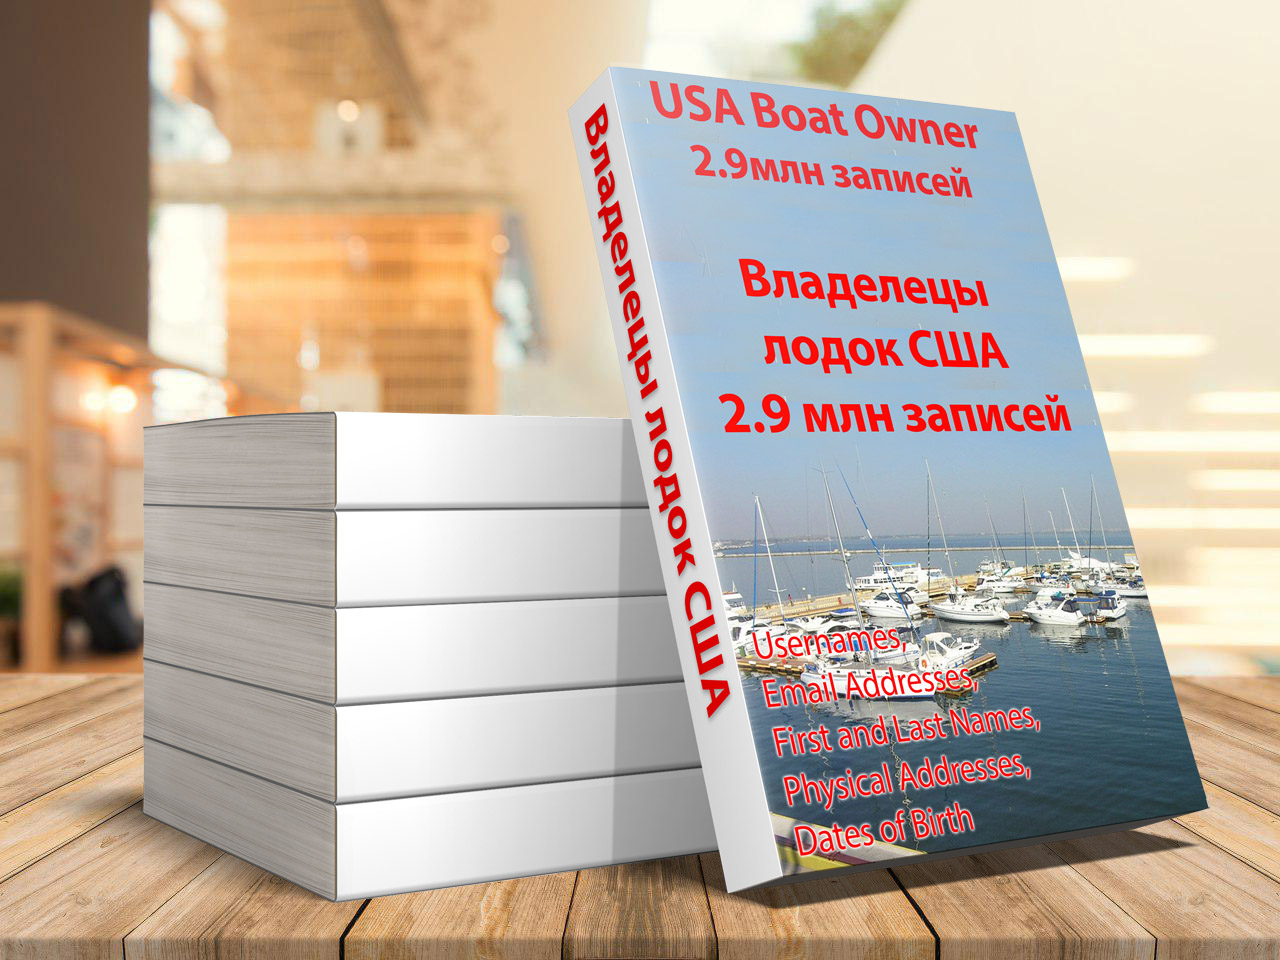 USA Boat Owner
2.9млн записей
Владелецы
лодок США
2.9 млн записей
Usernames,
Email Addresses,
First and Last Names,
Physical Addresses,
Dates of Birth
Владелецы лодок США